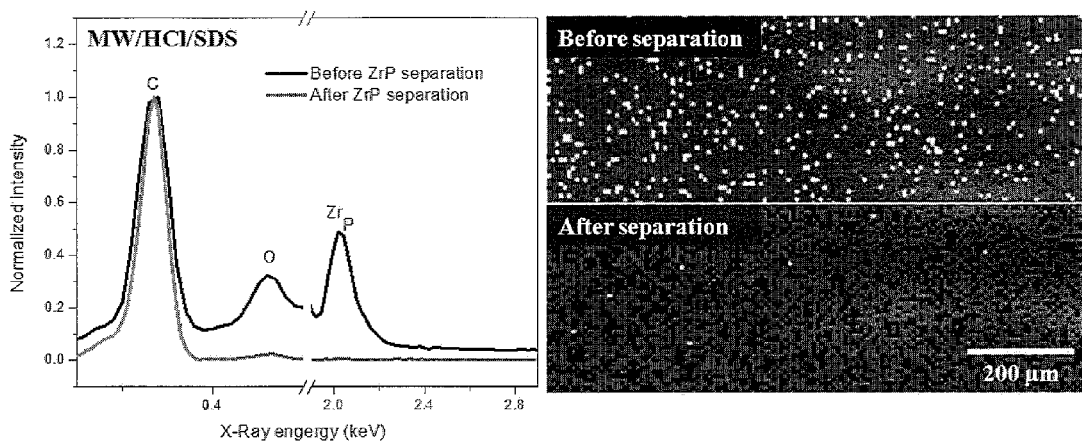 MW/HCl/SDS
Before ZrP separation
After ZrP separation
C
O
Zr
P
1.2
1.0
0.8
0.6
0.4
0.2
0.0
Normalized Intensity
0.4
2.0
2.4
2.8
X-Ray engergy (keV)
Before separation
After separation
200 µm